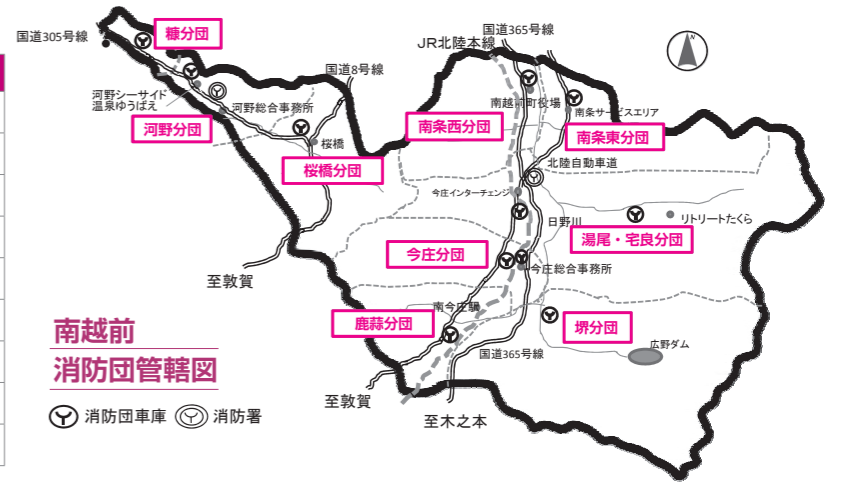 国道305号線
糠分団
河野シーサイド
温泉ゆうばえ
河野総合事務所
河野分団
国道8号線
桜橋
桜橋分団
至敦賀
国道365号線
JR北陸本線
N
南越前町役場
南条サービスエリア
南条西分団
南条東分団
北陸自動車道
今庄インターチェンジ
日野川
リトリートたくら
湯尾・宅良分団
今庄分団
今庄総合事務所
南今庄駅
鹿蒜分団
堺分団
広野ダム
国道365号線
至敦賀
至木之本
南越前
消防団管轄図
消防団車庫 消防署